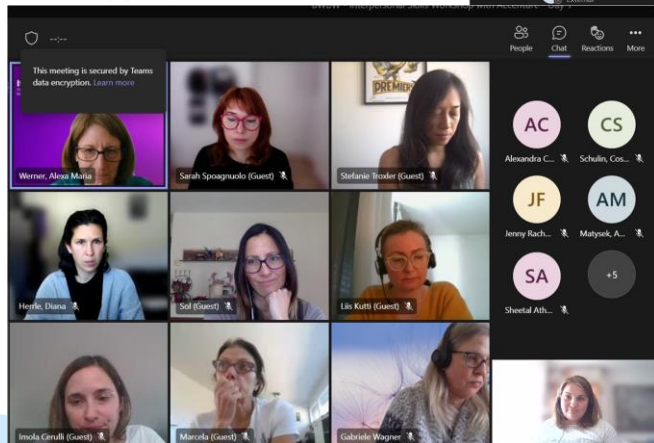 External
Interpersonal Skills Workshop with Accenture - Day
--:--
People
Chat
Reactions
More
This meeting is secured by Teams
data encryption. Learn more
PREMIER
Werner, Alexa Maria
Sarah Spoagnuolo (Guest)
Stefanie Troxler (Guest)
AC
CS
Alexandra C...
Schulin, Cos...
Herrle, Diana
Sol (Guest)
Liis Kutti (Guest)
JF
AM
Jenny Rach...
Matysek, A...
SA
+5
Sheetal Ath...
Imola Cerulli (Guest)
Marcela (Guest)
Gabriele Wagner